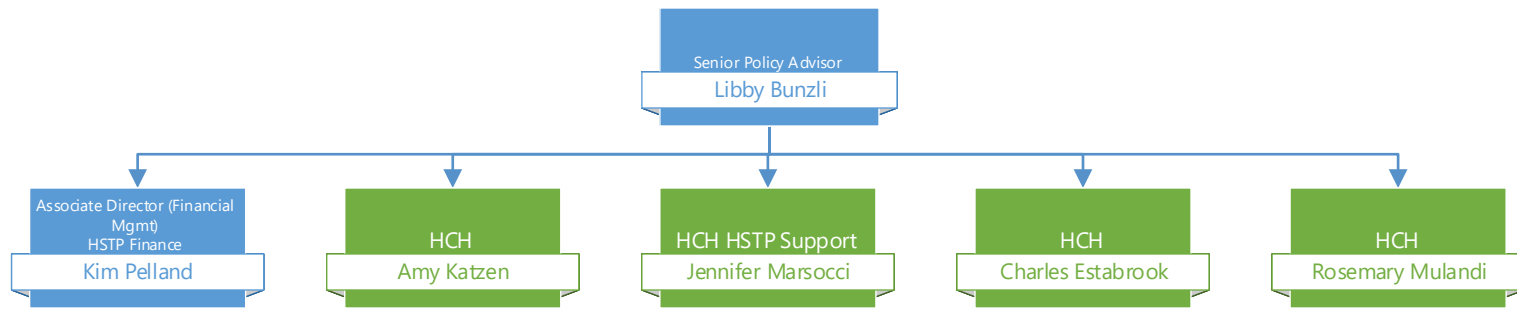 Senior Policy Advisor
Libby Bunzli
Associate Director (Financial
Mgmt)
HSTP Finance
Kim Pelland
HCH
Amy Katzen
HCH HSTP Support
Jennifer Marsocci
HCH
Charles Estabrook
HCH
Rosemary Mulandi